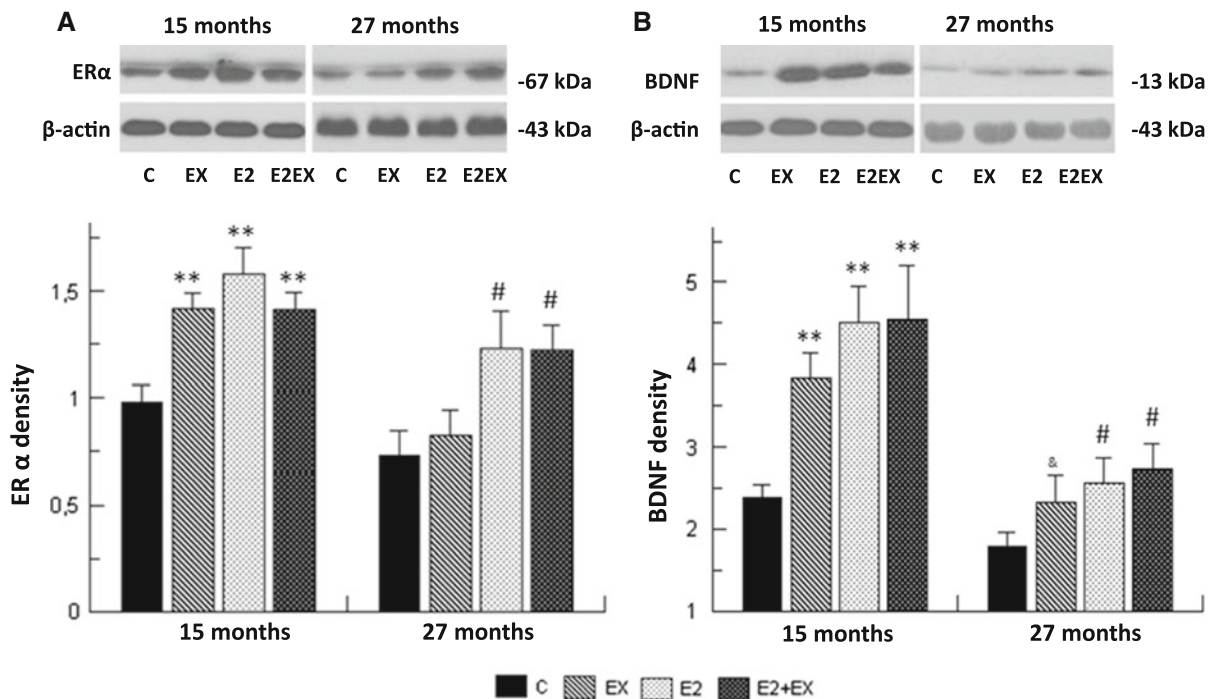 A
15 months 27 months
ERα
-67 kDa
β-actin
-43 kDa
C EX E2 E2EX C EX E2 E2EX
ER α density
1,5
1
0,5
0
** ** **
# #
15 months 27 months
B
15 months 27 months
BDNF
-13 kDa
β-actin
-43 kDa
C EX E2 E2EX C EX E2 E2EX
BDNF density
5
4
3
2
1
** ** **
& # #
15 months 27 months
C EX E2 E2+EX